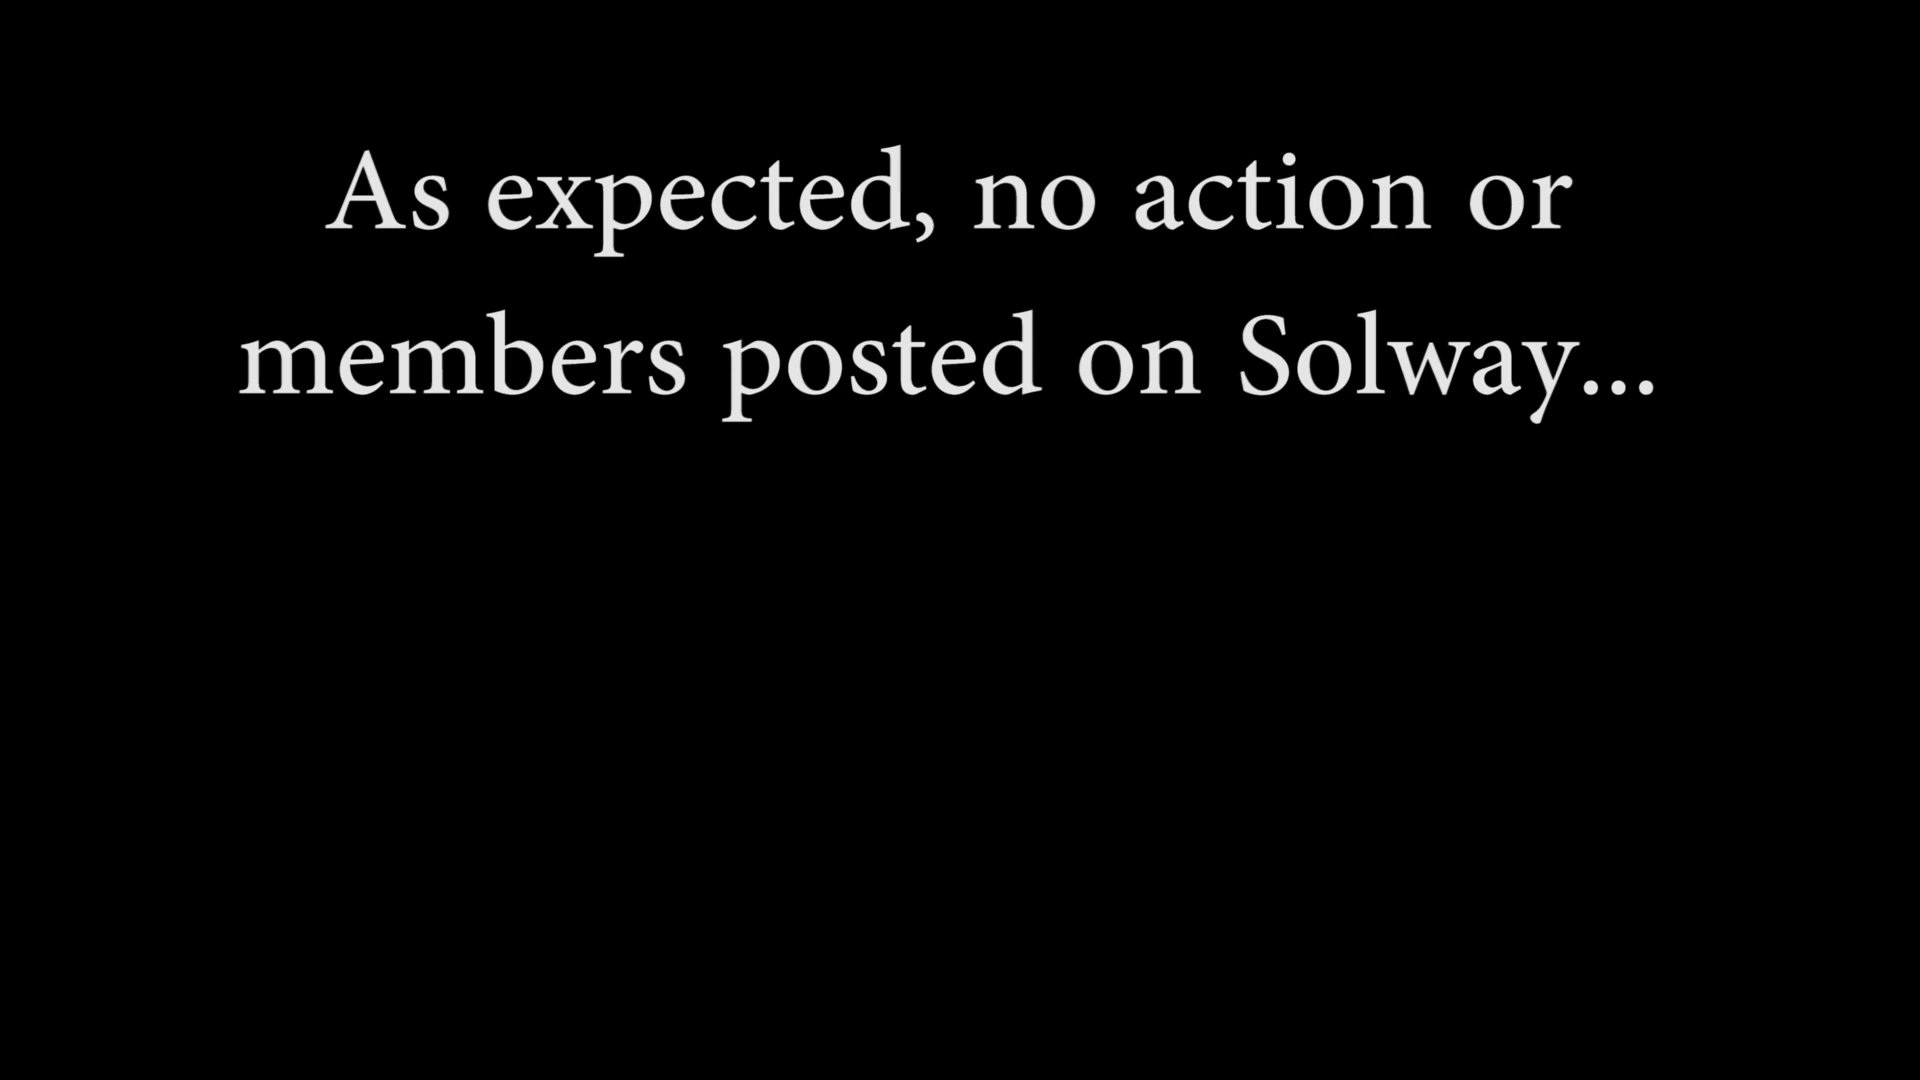 As expected, no action or
members posted on Solway...